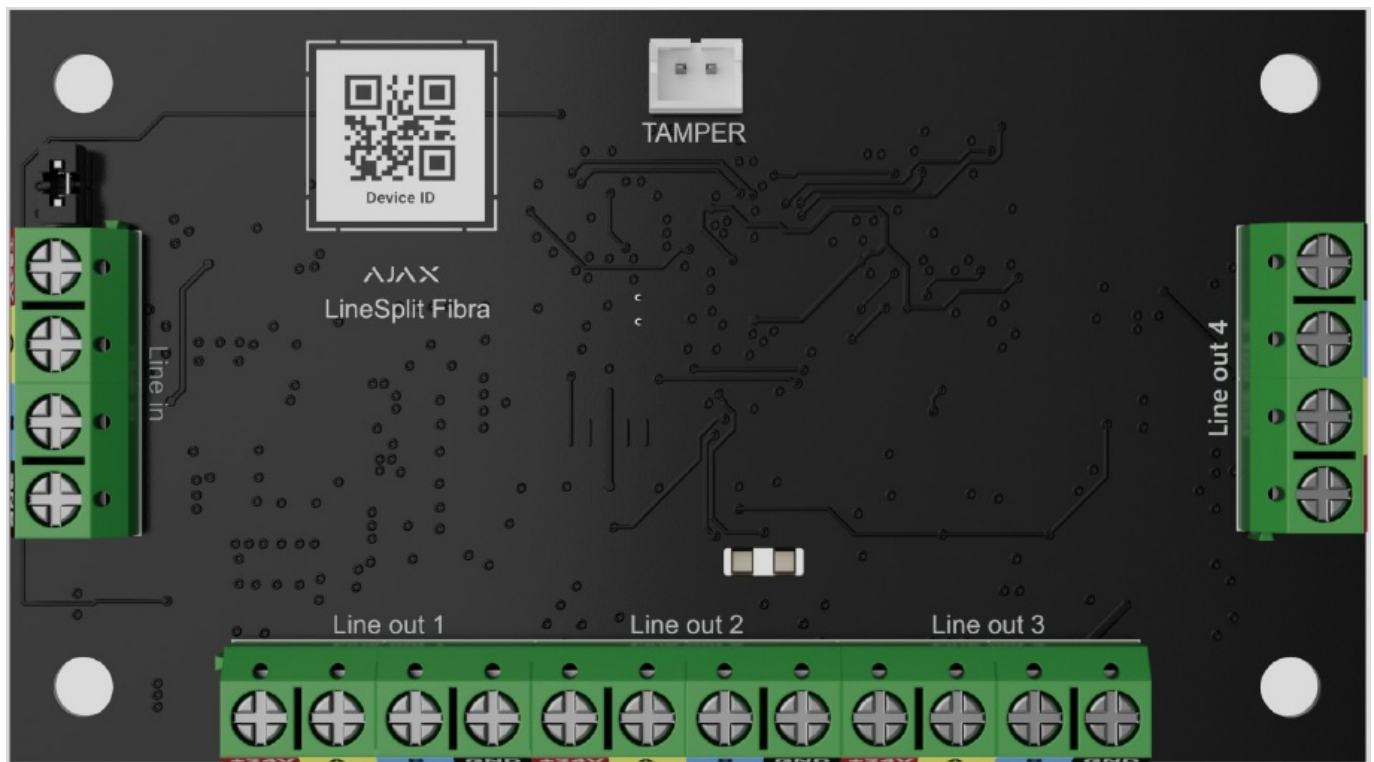 TAMPER
Device ID
AJAX
LineSplit Fibra
Line in
Line out 4
Line out 1
Line out 2
Line out 3